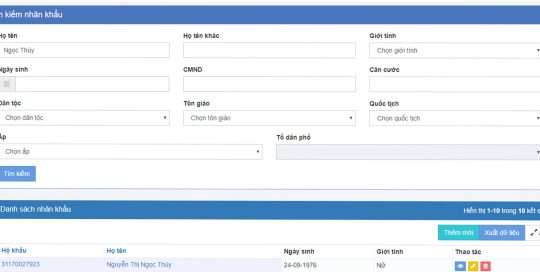 kiếm nhân khẩu
Họ tên Họ tên khác Giới tính
Ngọc Thúy Chọn giới tính
Ngày sinh CMND Căn cước
Dân tộc Tôn giáo Quốc tịch
Chọn dân tộc Chọn tôn giáo Chọn quốc tịch
Ấp Tổ dân phố
Chọn ấp
Tìm kiếm
Danh sách nhân khẩu Hiển thị 1-10 trong 10 kết
Thêm mới Xuất dữ liệu
Hộ khẩu Họ tên Ngày sinh Giới tính Thao tác
31170027923 Nguyễn Thị Ngọc Thúy 24-09-1976 Nữ